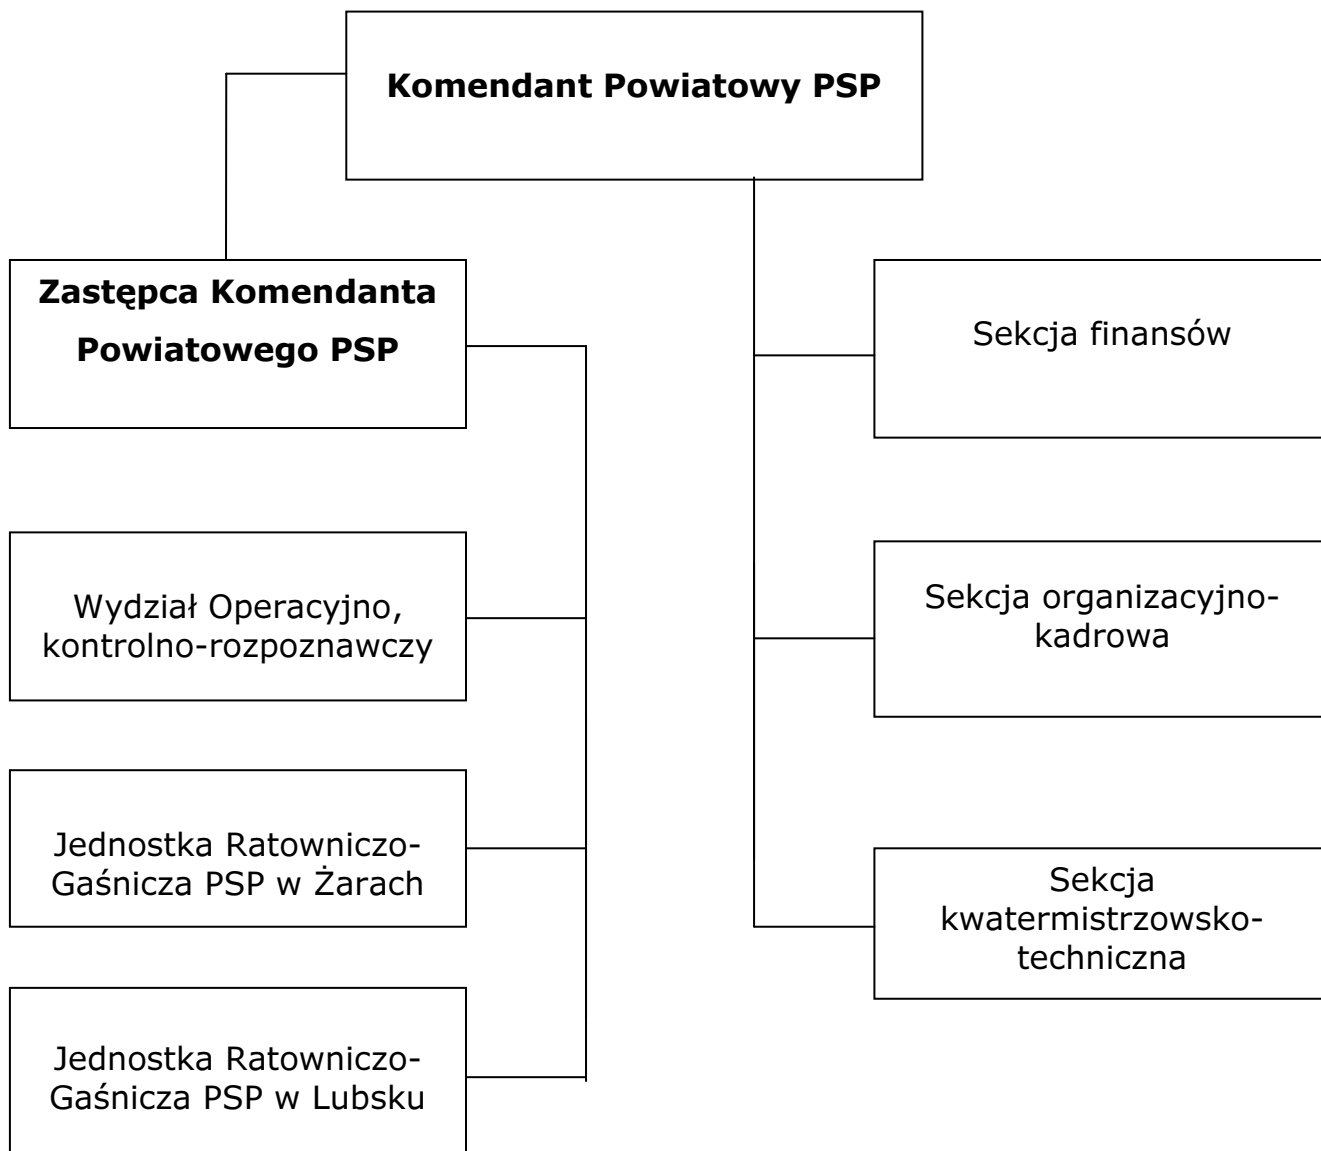 Komendant Powiatowy PSP
Zastępca Komendanta
Powiatowego PSP
Sekcja finansów
Wydział Operacyjno,
kontrolno-rozpoznawczy
Sekcja organizacyjno-
kadrowa
Jednostka Ratowniczo-
Gaśnicza PSP w Żarach
Sekcja
kwatermistrzowsko-
techniczna
Jednostka Ratowniczo-
Gaśnicza PSP w Lubsku